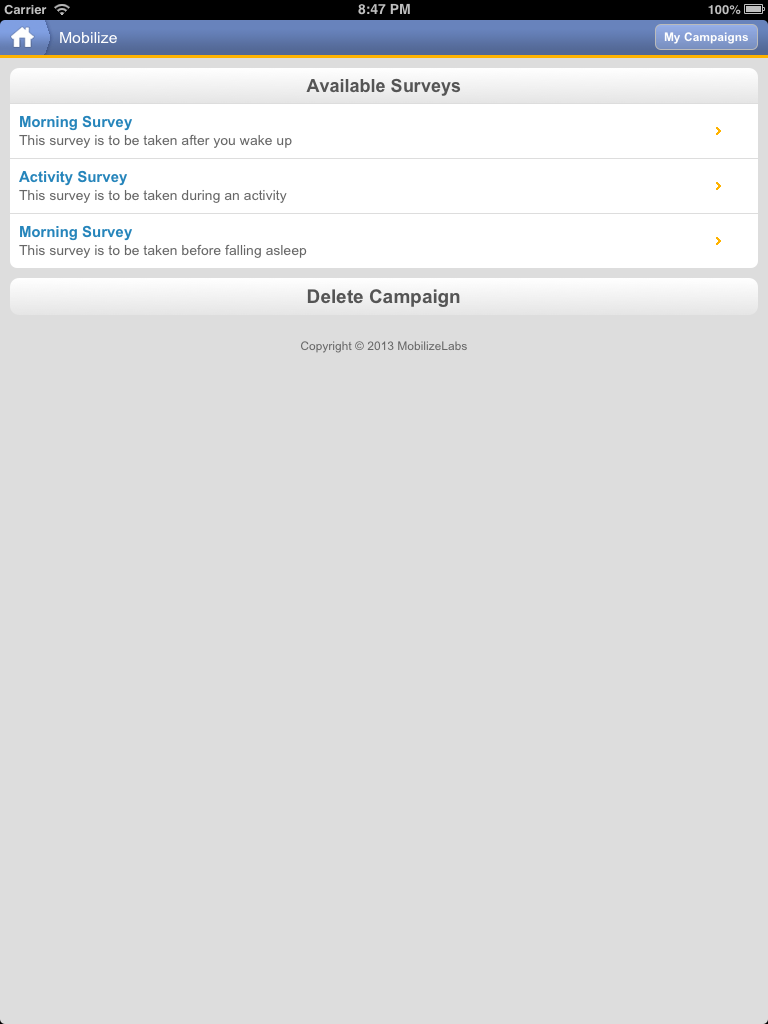 Carrier 8:47 PM 100%
Mobilize My Campaigns
Available Surveys
Morning Survey
This survey is to be taken after you wake up
Activity Survey
This survey is to be taken during an activity
Morning Survey
This survey is to be taken before falling asleep
Delete Campaign
Copyright © 2013 MobilizeLabs